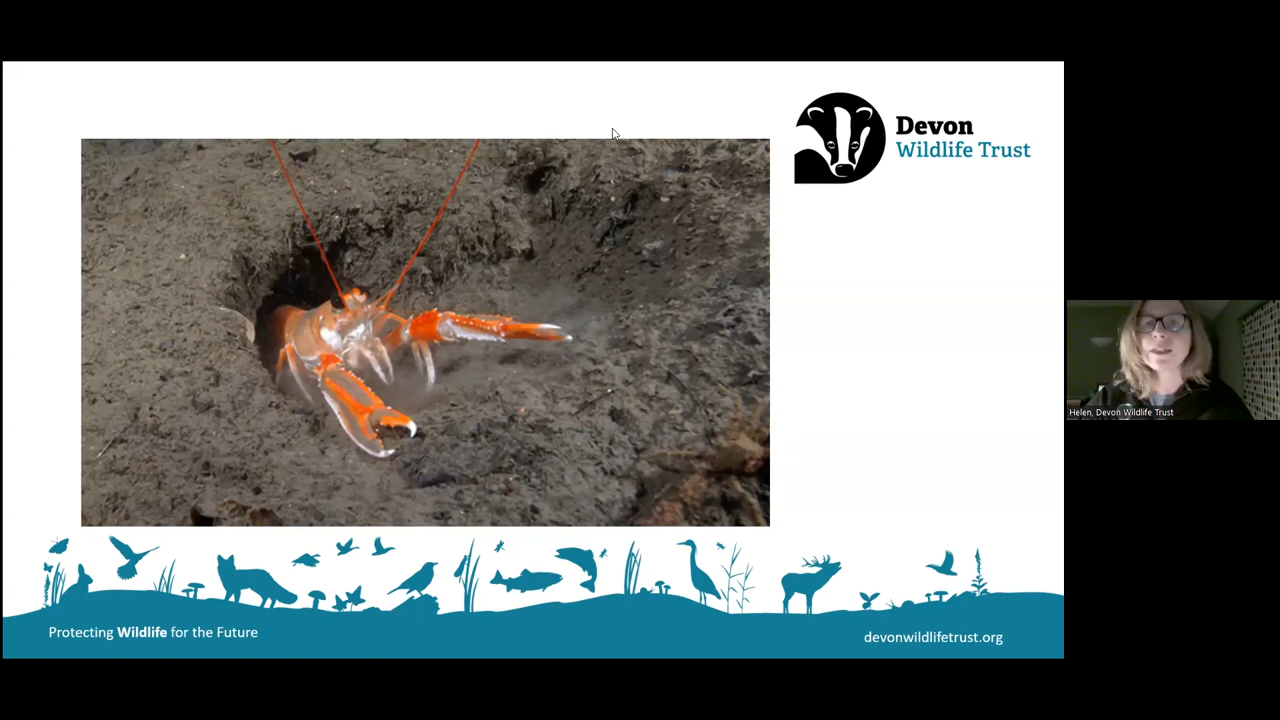 Devon
Wildlife Trust
Helen, Devon Wildlife Trust
Protecting Wildlife for the Future
devonwildlifetrust.org